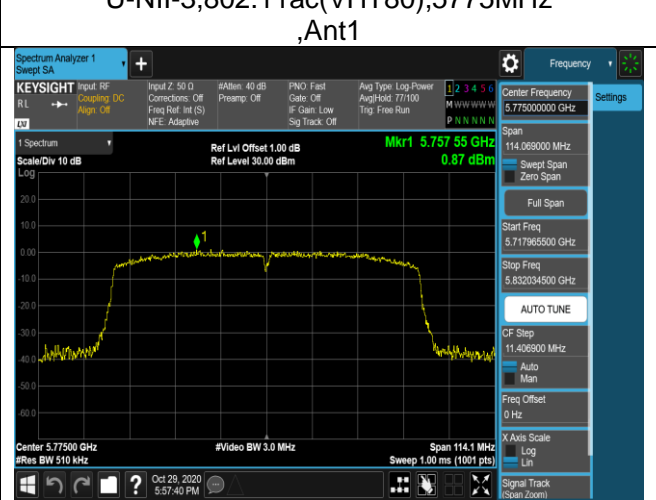 U-NII-3,802.11ac(VHT80),5775MHz
,Ant1
Spectrum Analyzer 1
Swept SA
+
Frequency
KEYSIGHT
RL
LXI
Input: RF
Coupling: DC
Align: Off
Input Z: 50 Ω
Corrections: Off
Freq Ref: Int (S)
NFE: Adaptive
#Atten: 40 dB
Preamp: Off
PNO: Fast
Gate: Off
IF Gain: Low
Sig Track: Off
Avg Type: Log-Power
Avg|Hold: 77/100
Trig: Free Run
1 2 3 4 5 6
M W W W W W
P N N N N N
1 Spectrum
Scale/Div 10 dB
Log
Ref Lvl Offset 1.00 dB
Ref Level 30.00 dBm
Mkr1 5.757 55 GHz
0.87 dBm
20.0
10.0
0.00
-10.0
-20.0
-30.0
-40.0
-50.0
-60.0
1
Center 5.77500 GHz
#Res BW 510 kHz
#Video BW 3.0 MHz
Span 114.1 MHz
Sweep 1.00 ms (1001 pts)
Center Frequency
5.775000000 GHz
Settings
Span
114.069000 MHz
Swept Span
Zero Span
Full Span
Start Freq
5.717965500 GHz
Stop Freq
5.832034500 GHz
AUTO TUNE
CF Step
11.406900 MHz
Auto
Man
Freq Offset
0 Hz
X Axis Scale
Log
Lin
Signal Track
(Span Zoom)
?
Oct 29, 2020
5:57:40 PM